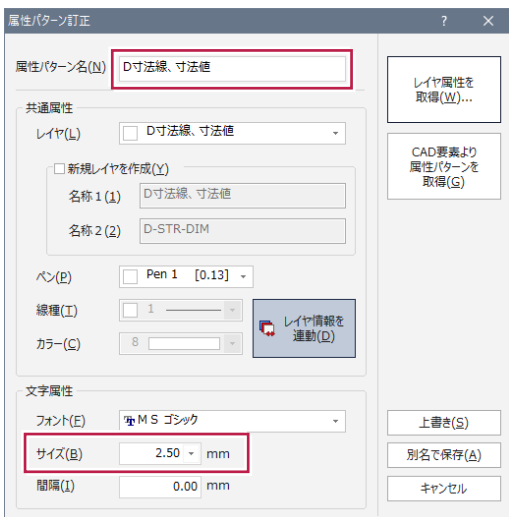 属性パターン訂正 ? ×
属性パターン名(N) D寸法線、寸法値
レイヤ属性を
取得(W)...
共通属性
レイヤ(L) D寸法線、寸法値
CAD要素より
属性パターンを
取得(G)
新規レイヤを作成(Y)
名称1(1) D寸法線、寸法値
名称2(2) D-STR-DIM
ペン(P) Pen 1 [0.13]
線種(T) 1
カラー(C) 8
レイヤ情報を
連動(D)
文字属性
フォント(F) MS ゴシック
サイズ(B) 2.50 mm
間隔(I) 0.00 mm
上書き(S)
別名で保存(A)
キャンセル